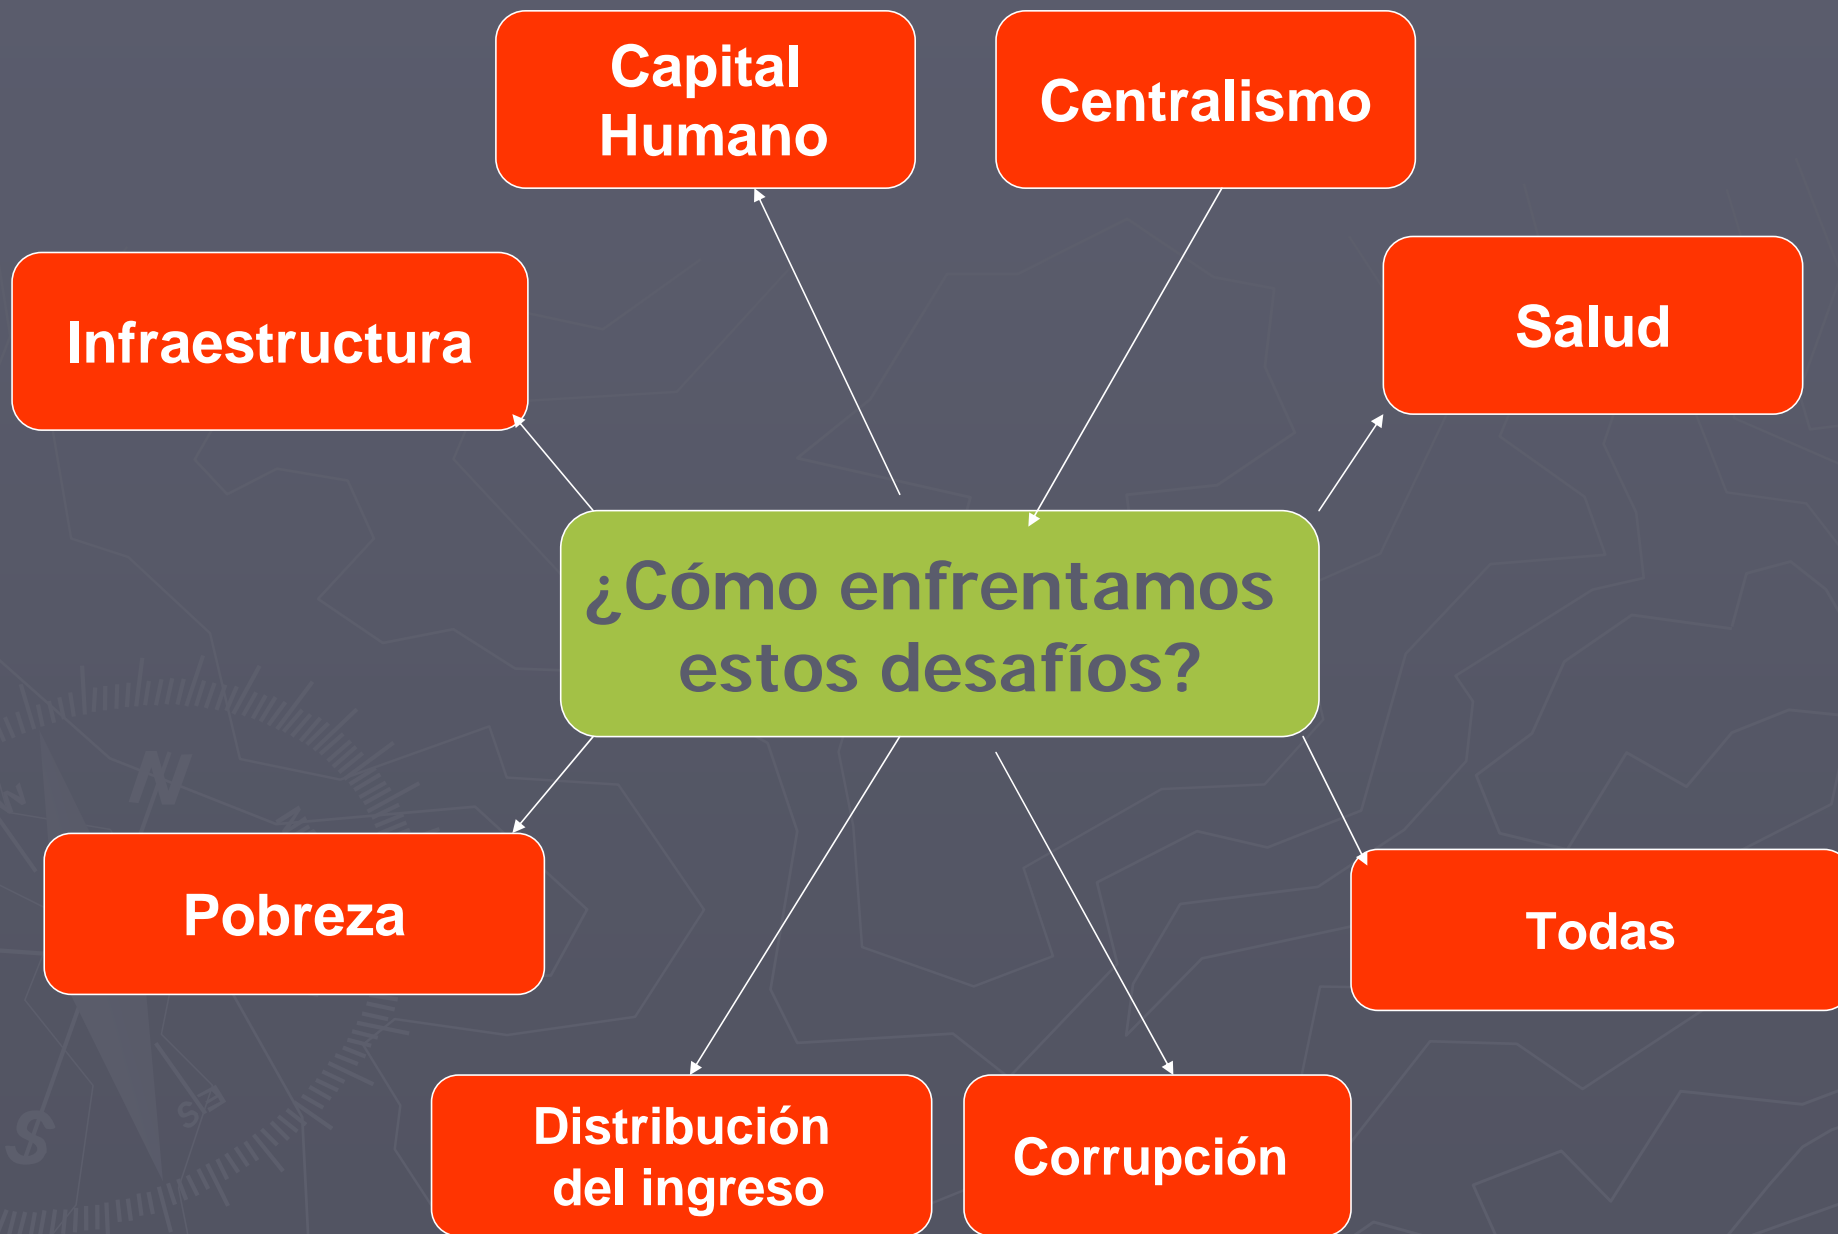 Capital
Humano
Centralismo
Infraestructura
Salud
¿Cómo enfrentamos
estos desafíos?
Pobreza
Todas
Distribución
del ingreso
Corrupción
N
N
N
S
S